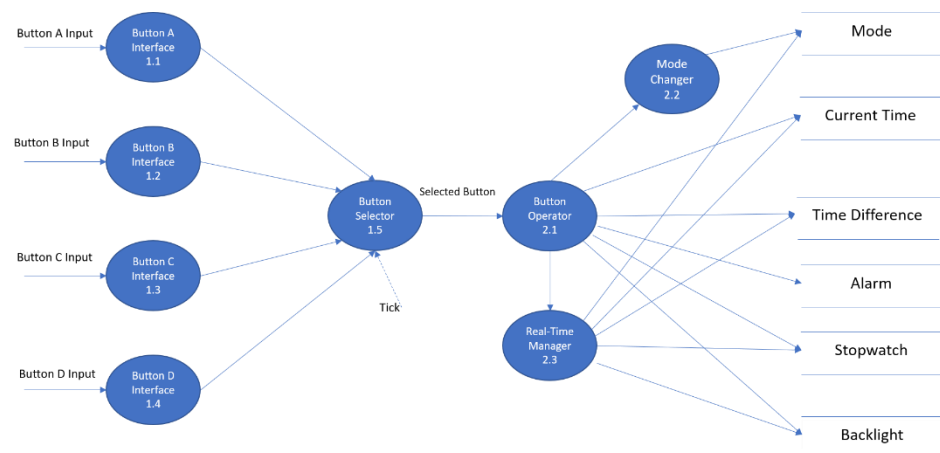 Button A Input
Button A
Interface
1.1
Button B Input
Button B
Interface
1.2
Button C Input
Button C
Interface
1.3
Button D Input
Button D
Interface
1.4
Button
Selector
1.5
Tick
Selected Button
Button
Operator
2.1
Mode
Changer
2.2
Real-Time
Manager
2.3
Mode
Current Time
Time Difference
Alarm
Stopwatch
Backlight